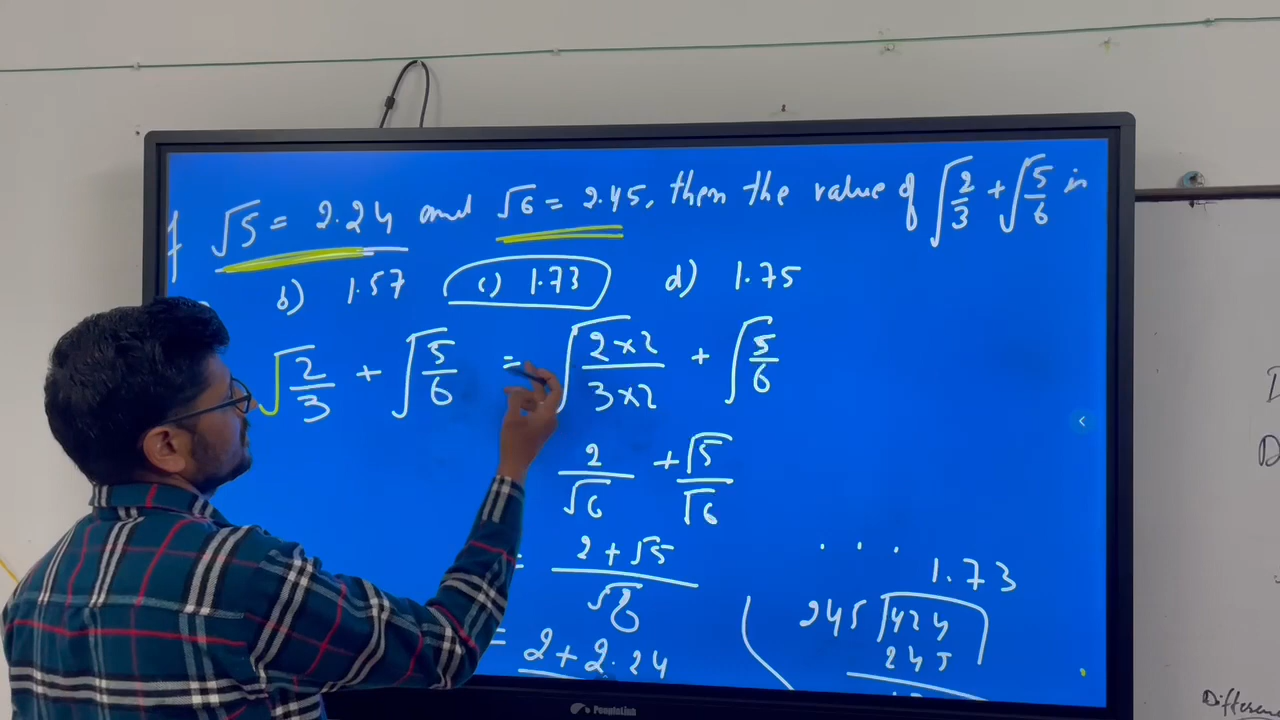 f √5 = 2.24 and √6 = 2.45, then the value of √(2/3) + √(5/6) is
b) 1.57 c) 1.73 d) 1.75
√(2/3) + √(5/6) = √((2×2)/(3×2)) + √(5/6)
2/√6 + √5/√6
= (2+√5)/√6
1.73
245 √424
245
= 2+2.24
PeopleLink
Differen